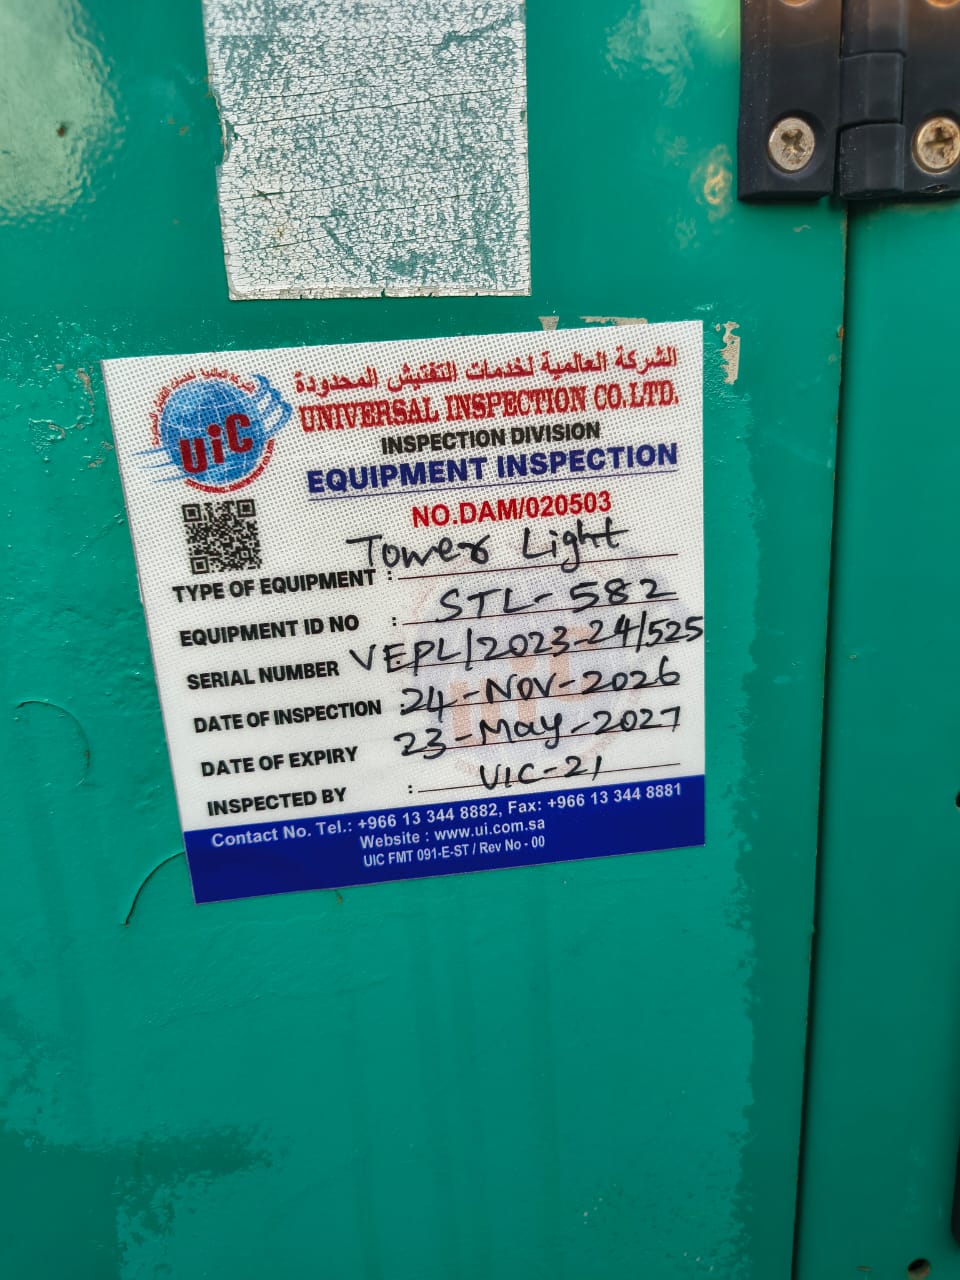 الشركة العالمية لخدمات التفتيش المحدودة
UNIVERSAL INSPECTION CO.LTD.
UiC
INSPECTION DIVISION
EQUIPMENT INSPECTION
NO.DAM/020503
TYPE OF EQUIPMENT : Tower Light
EQUIPMENT ID NO : STL-582
SERIAL NUMBER VEPL/2023-24/525
DATE OF INSPECTION : 24-Nov-2026
DATE OF EXPIRY 23-May-2027
INSPECTED BY : UIC-21
Contact No. Tel.: +966 13 344 8882, Fax: +966 13 344 8881
Website : www.ui.com.sa
UIC FMT 091-E-ST / Rev No - 00